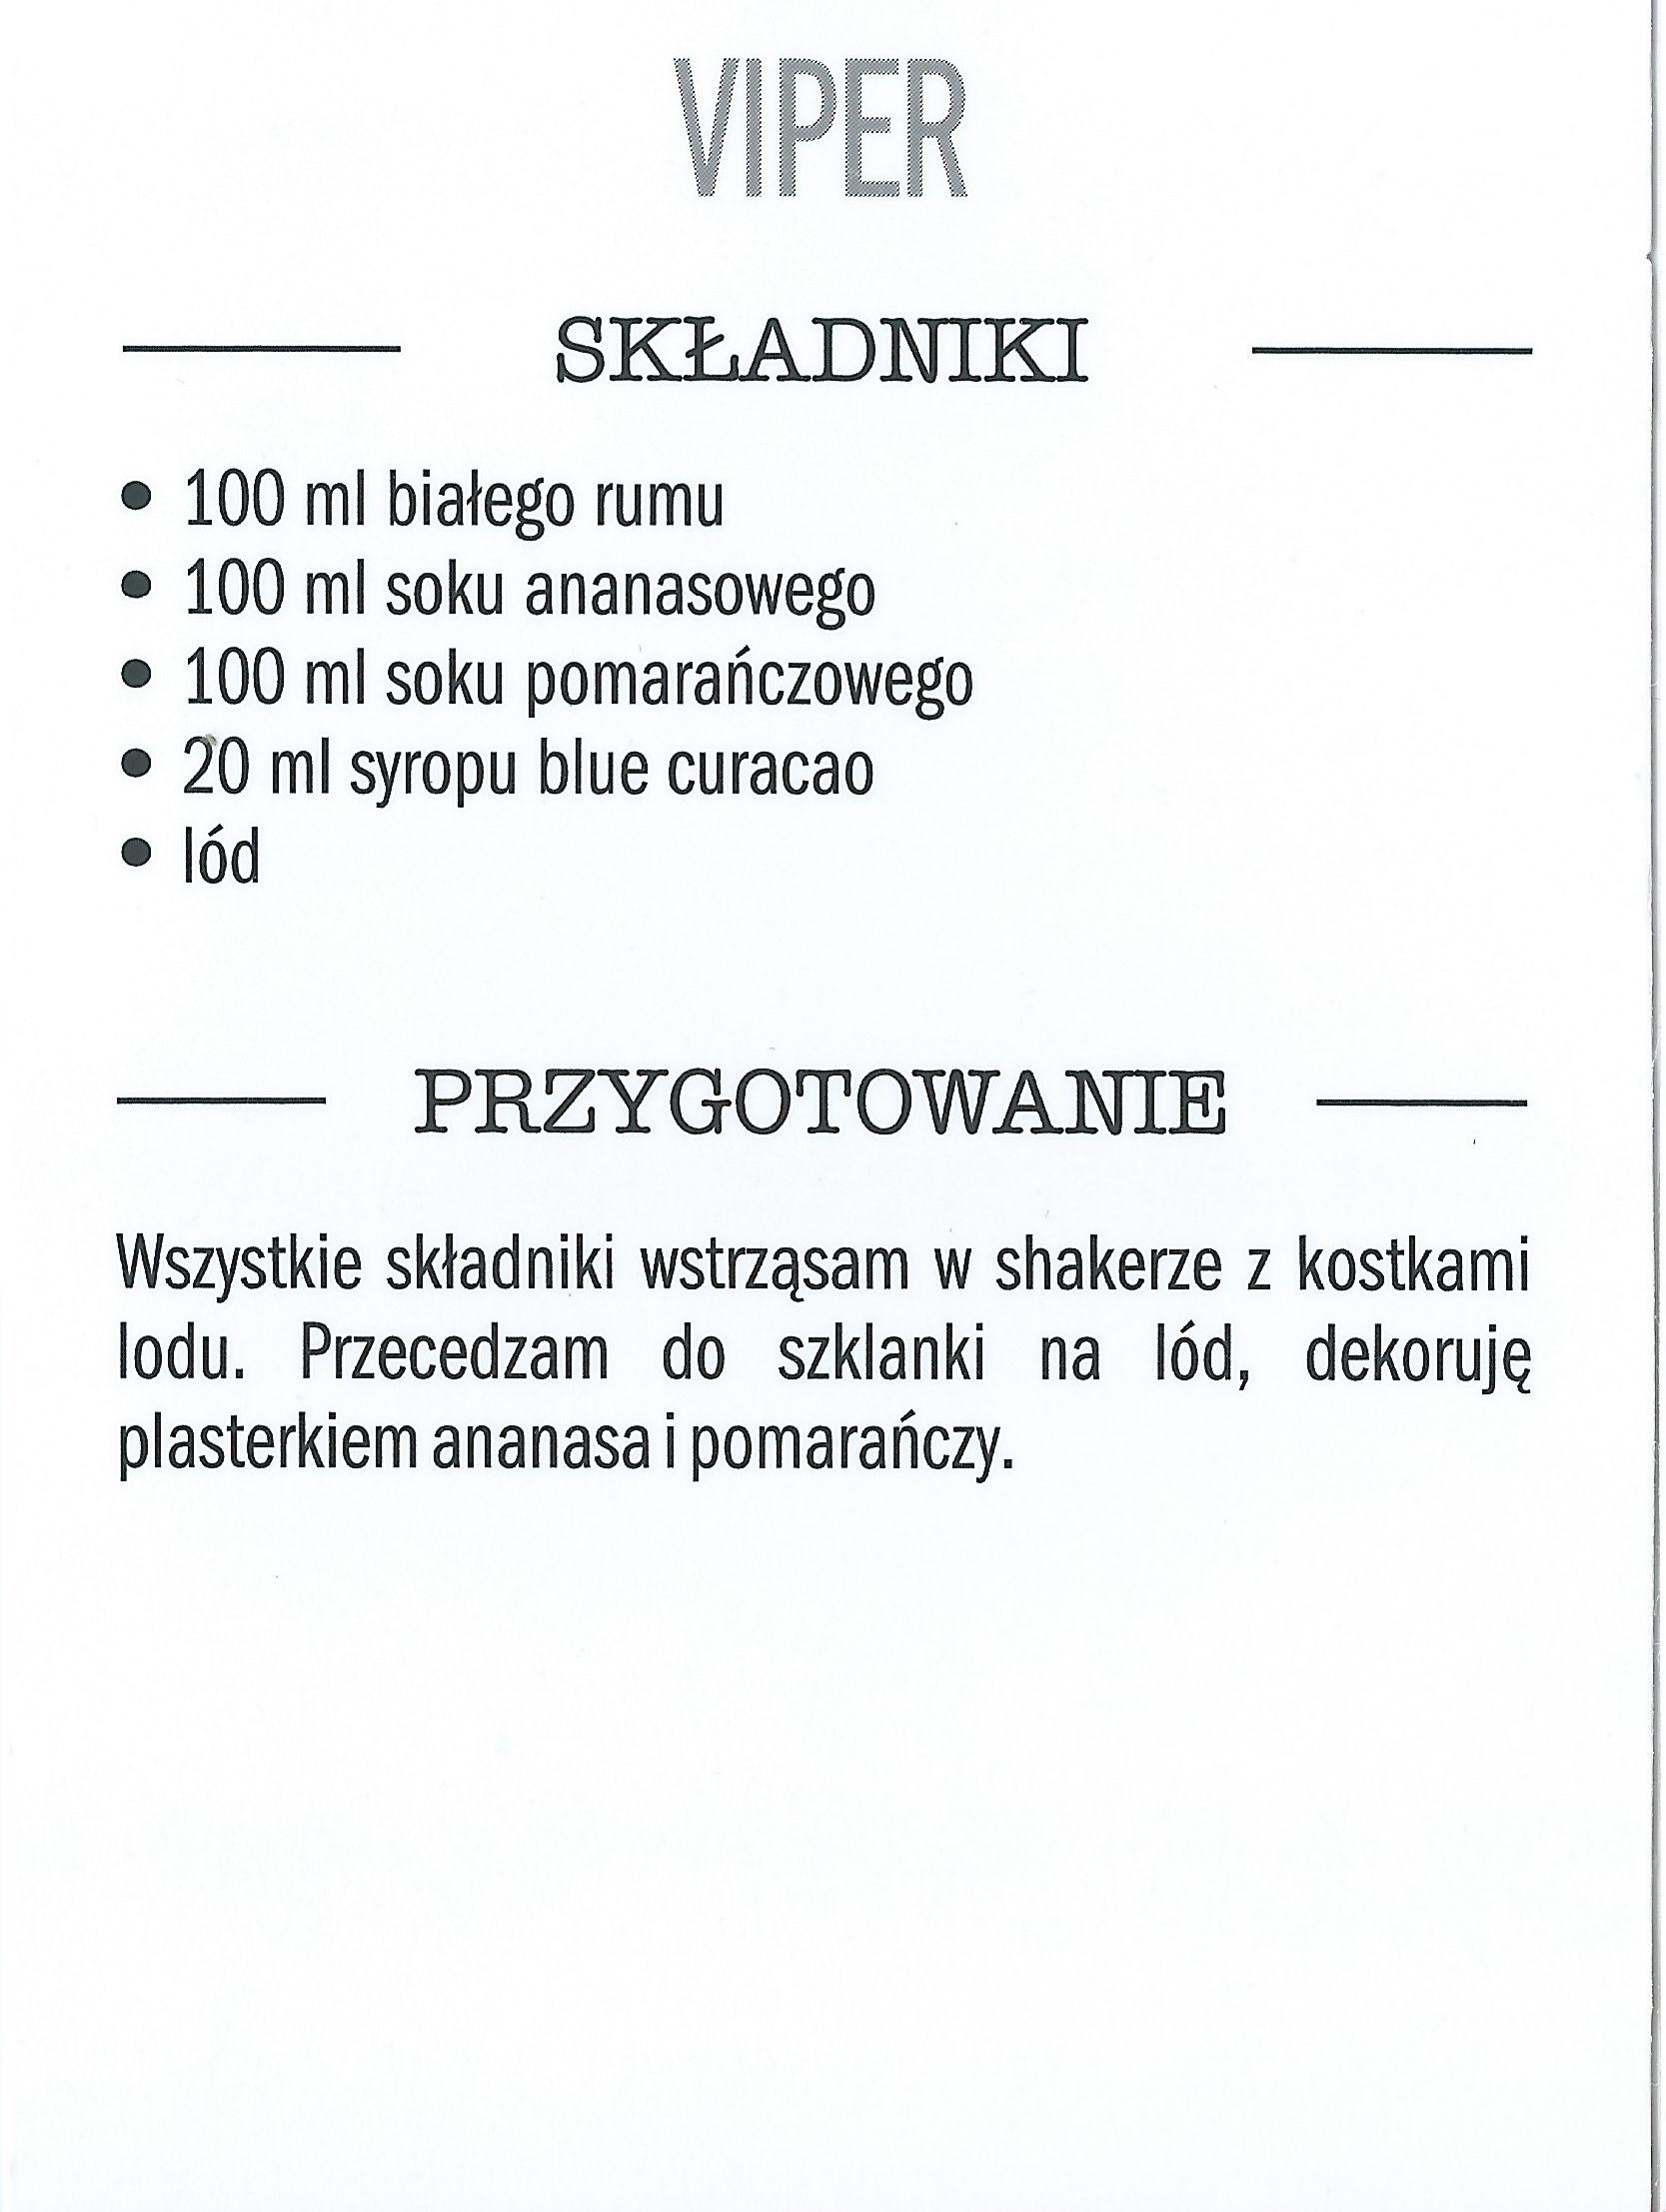 VIPER
SKŁADNIKI
• 100 ml białego rumu
• 100 ml soku ananasowego
• 100 ml soku pomarańczowego
• 20 ml syropu blue curacao
• lód
PRZYGOTOWANIE
Wszystkie składniki wstrząsam w shakerze z kostkami
lodu. Przecedzam do szklanki na lód, dekoruję
plasterkiem ananasa i pomarańczy.